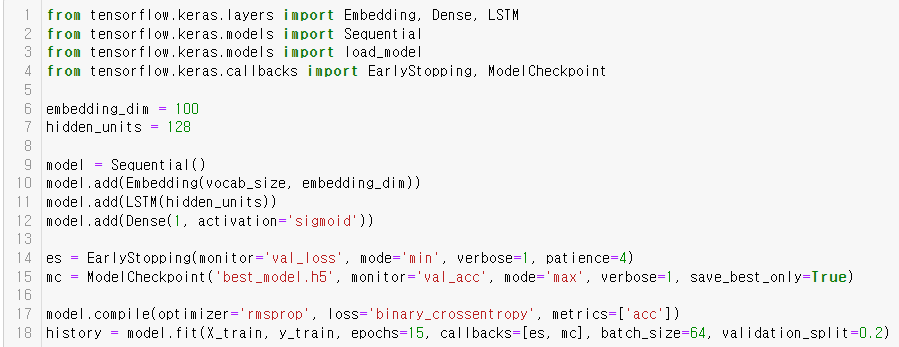 1 from tensorflow.keras.layers import Embedding, Dense, LSTM
2 from tensorflow.keras.models import Sequential
3 from tensorflow.keras.models import load_model
4 from tensorflow.keras.callbacks import EarlyStopping, ModelCheckpoint
5
6 embedding_dim = 100
7 hidden_units = 128
8
9 model = Sequential()
10 model.add(Embedding(vocab_size, embedding_dim))
11 model.add(LSTM(hidden_units))
12 model.add(Dense(1, activation='sigmoid'))
13
14 es = EarlyStopping(monitor='val_loss', mode='min', verbose=1, patience=4)
15 mc = ModelCheckpoint('best_model.h5', monitor='val_acc', mode='max', verbose=1, save_best_only=True)
16
17 model.compile(optimizer='rmsprop', loss='binary_crossentropy', metrics=['acc'])
18 history = model.fit(X_train, y_train, epochs=15, callbacks=[es, mc], batch_size=64, validation_split=0.2)